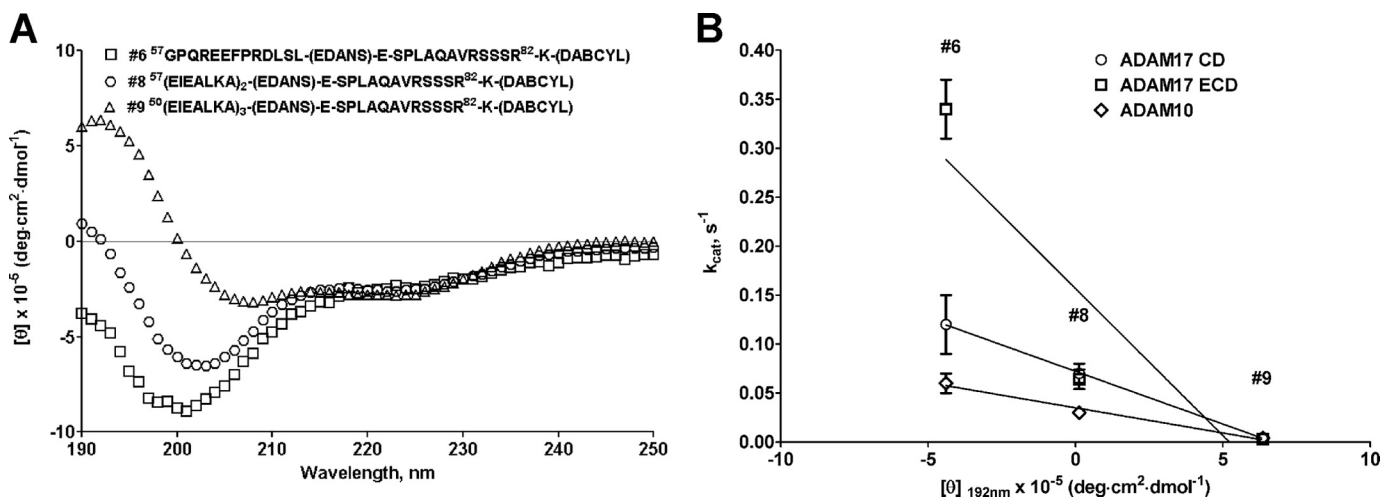 A
#6 ⁵⁷GPQREEFPRDLSL-(EDANS)-E-SPLAQAVRSSSR⁸²-K-(DABCYL)
#8 ⁵⁷(EIEALKA)₂-(EDANS)-E-SPLAQAVRSSSR⁸²-K-(DABCYL)
#9 ⁵⁰(EIEALKA)₃-(EDANS)-E-SPLAQAVRSSSR⁸²-K-(DABCYL)
10
5
0
-5
-10
[θ] x 10⁻⁵ (deg·cm²·dmol⁻¹)
190 200 210 220 230 240 250
Wavelength, nm
B
#6
#8
#9
ADAM17 CD
ADAM17 ECD
ADAM10
0.40
0.35
0.30
0.25
0.20
0.15
0.10
0.05
0.00
k cat, s⁻¹
-10 -5 0 5 10
[θ] 192nm x 10⁻⁵ (deg·cm²·dmol⁻¹)